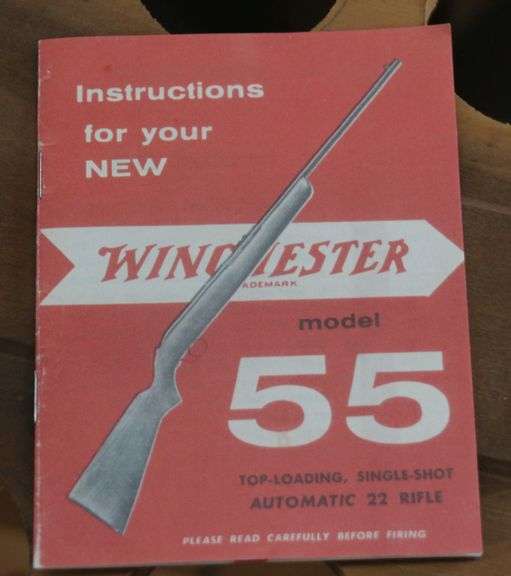 Instructions
for your
NEW
WINCHESTER
TRADEMARK
model
55
TOP-LOADING, SINGLE-SHOT
AUTOMATIC 22 RIFLE
PLEASE READ CAREFULLY BEFORE FIRING